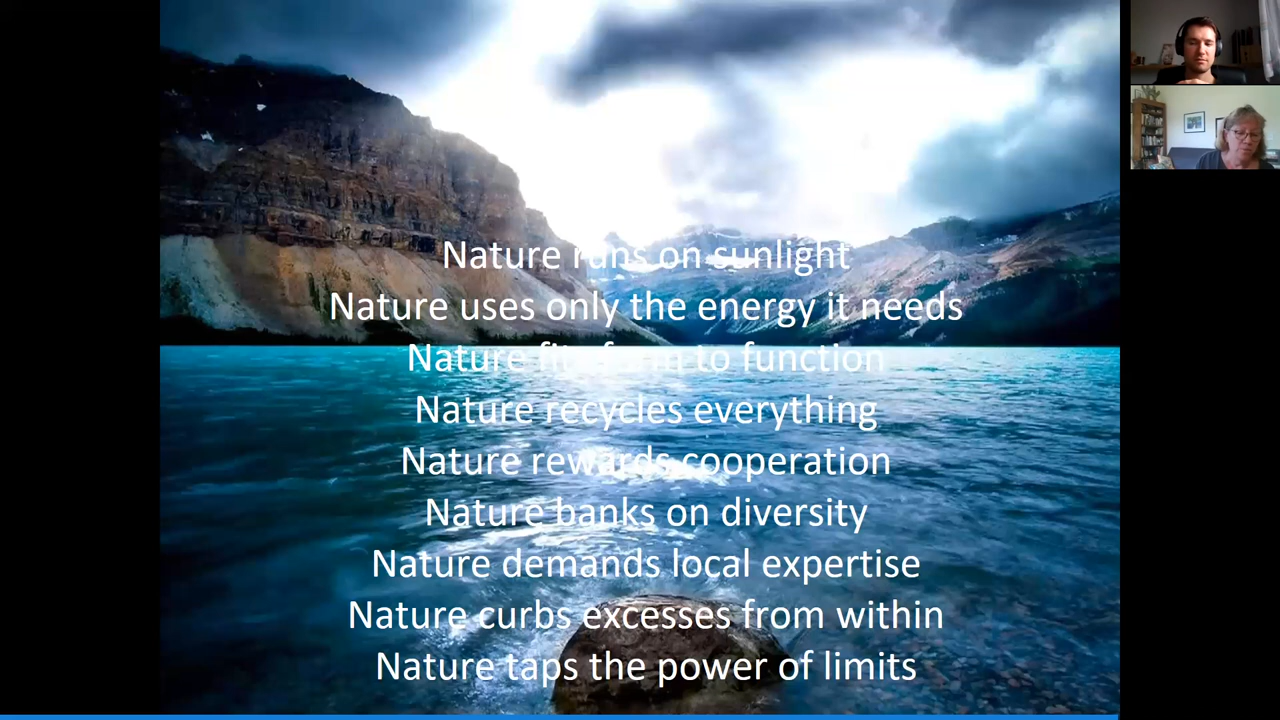 Nature runs on sunlight
Nature uses only the energy it needs
Nature fits form to function
Nature recycles everything
Nature rewards cooperation
Nature banks on diversity
Nature demands local expertise
Nature curbs excesses from within
Nature taps the power of limits